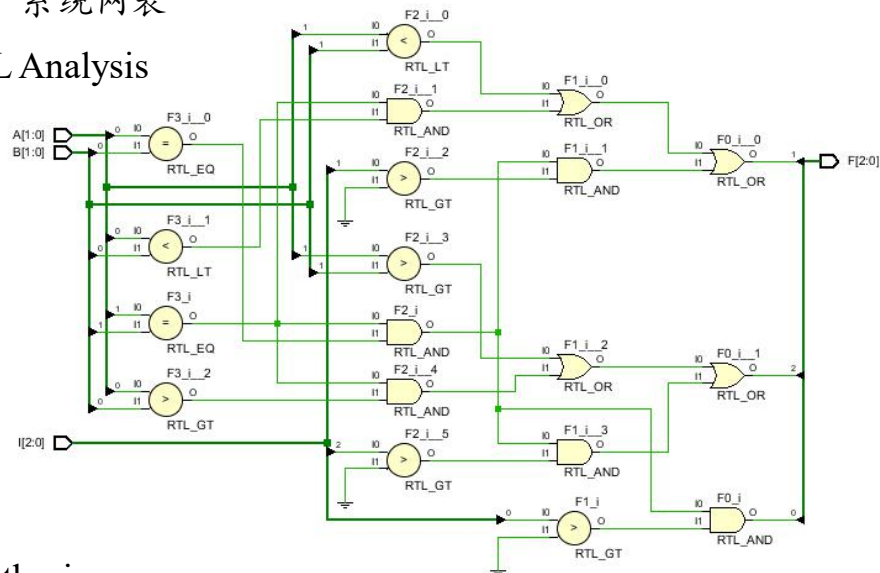 系统
L Analysis
A[1:0]
B[1:0]
I[2:0]
0 I0
0 I1
F3_i__0
=
O
RTL_EQ
0 I0
0 I1
F3_i__1
<
O
RTL_LT
1 I0
1 I1
F3_i
=
O
RTL_EQ
0 I0
0 I1
F3_i__2
>
O
RTL_GT
1 I0
1 I1
F2_i__0
<
O
RTL_LT
I0
I1
F2_i__1
O
RTL_AND
1 I0
I1
F2_i__2
>
O
RTL_GT
1 I0
1 I1
F2_i__3
>
O
RTL_GT
I0
I1
F2_i
O
RTL_AND
I0
I1
F2_i__4
O
RTL_AND
2 I0
I1
F2_i__5
>
O
RTL_GT
I0
I1
F1_i__0
O
RTL_OR
I0
I1
F1_i__1
O
RTL_AND
I0
I1
F1_i__2
O
RTL_OR
I0
I1
F1_i__3
O
RTL_AND
0 I0
I1
F1_i
>
O
RTL_GT
I0
I1
F0_i__0
O
RTL_OR
1
I0
I1
F0_i__1
O
RTL_OR
2
I0
I1
F0_i
O
RTL_AND
0
F[2:0]